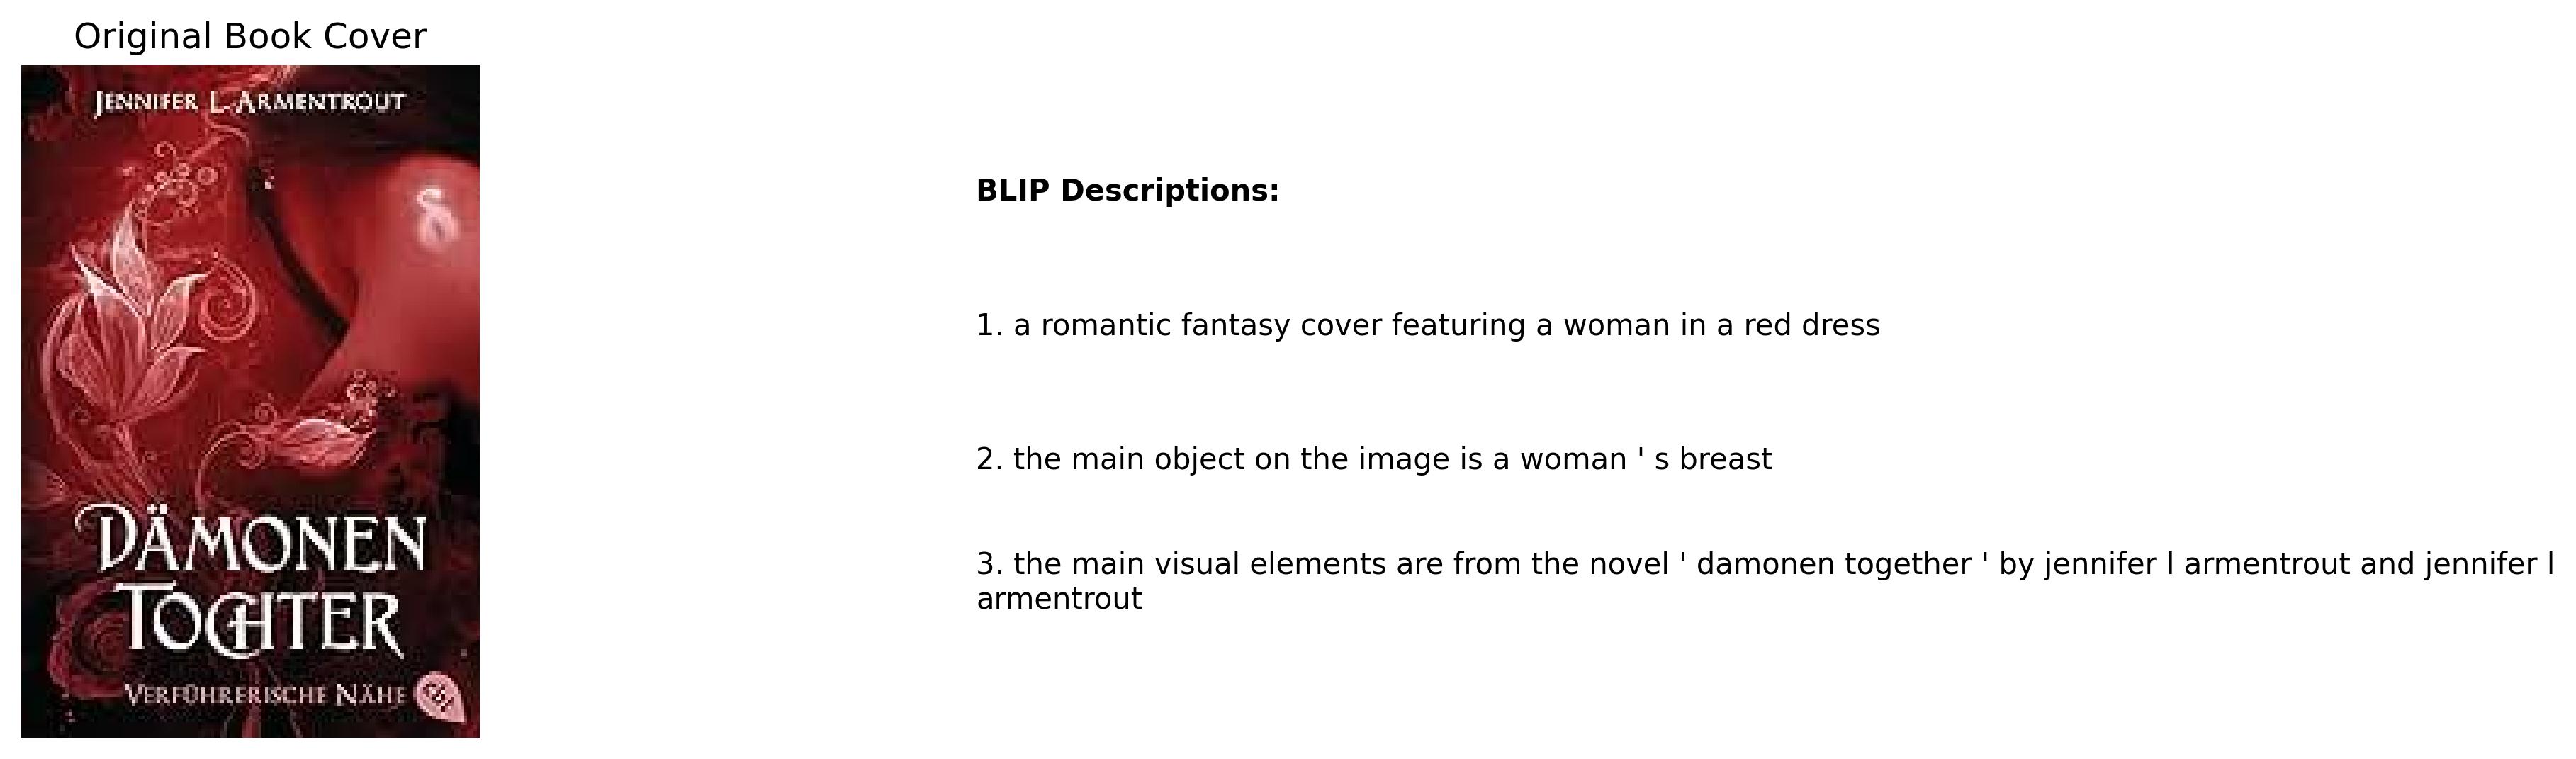 Original Book Cover
JENNIFER L. ARMENTROUT
DÄMONEN
TOCHTER
VERFÜHRERISCHE NÄHE
BLIP Descriptions:
1. a romantic fantasy cover featuring a woman in a red dress
2. the main object on the image is a woman ' s breast
3. the main visual elements are from the novel ' damonen together ' by jennifer l armentrout and jennifer l
armentrout